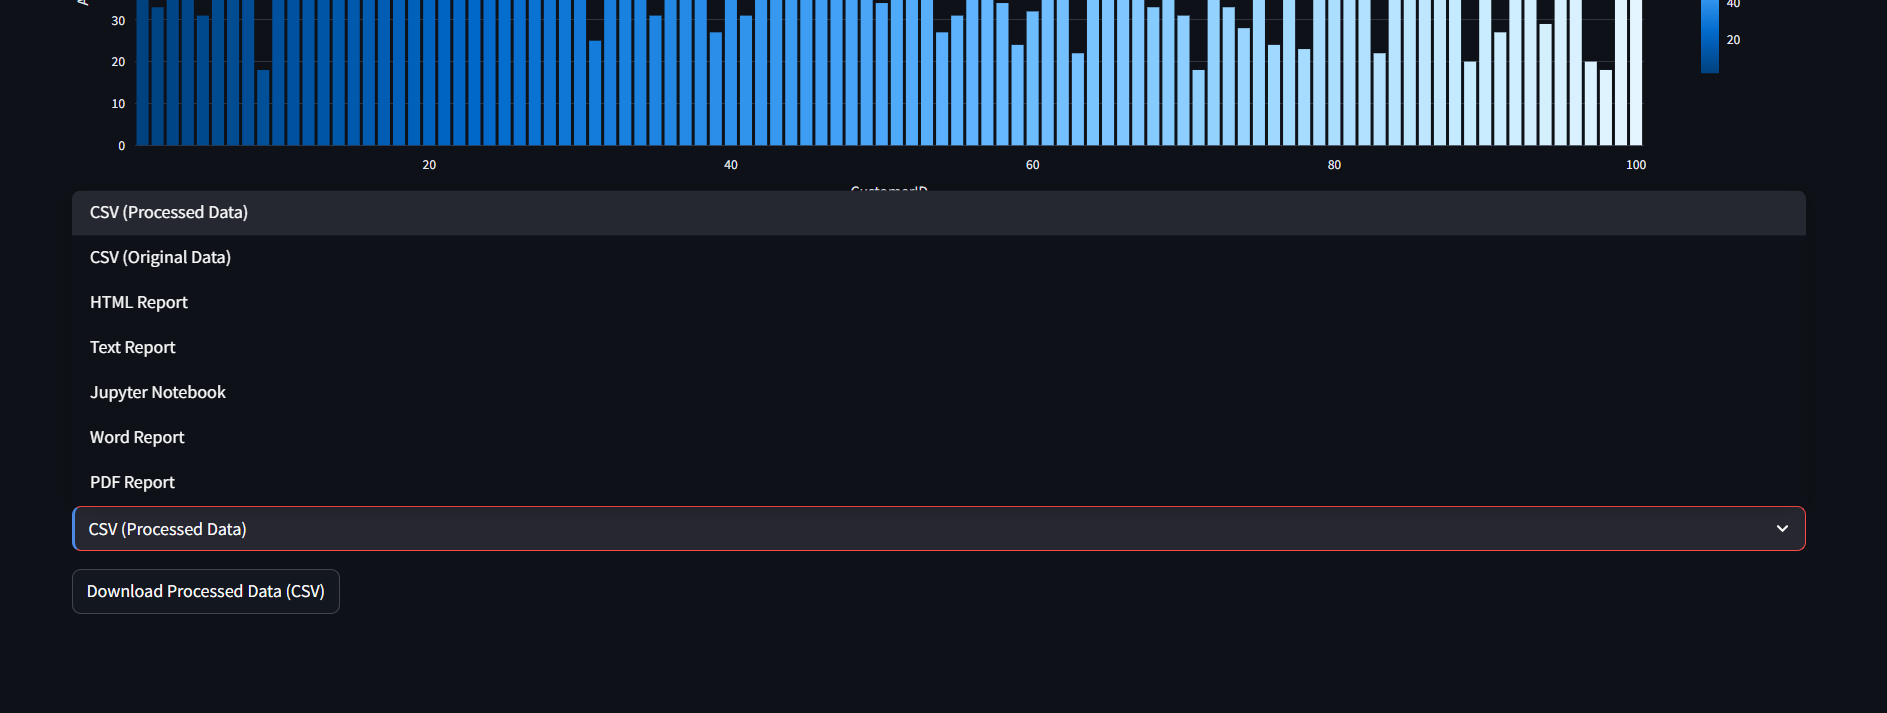 40
30
20
20
10
0
20
40
60
80
100
CustomerID
CSV (Processed Data)
CSV (Original Data)
HTML Report
Text Report
Jupyter Notebook
Word Report
PDF Report
CSV (Processed Data)
Download Processed Data (CSV)